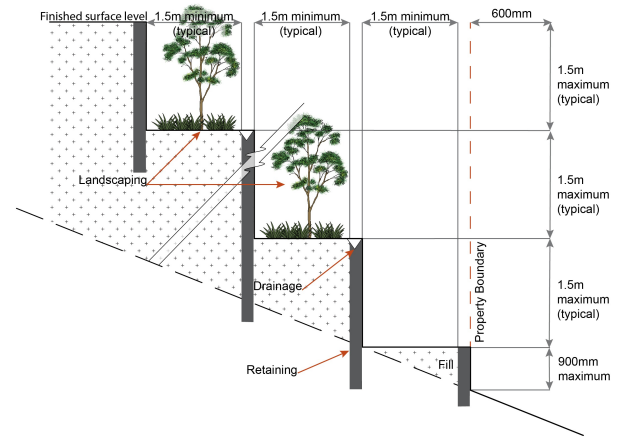 Finished surface level
1.5m minimum
(typical)
1.5m minimum
(typical)
1.5m minimum
(typical)
600mm
1.5m
maximum
(typical)
Landscaping
1.5m
maximum
(typical)
Drainage
Property Boundary
1.5m
maximum
(typical)
Retaining
Fill
900mm
maximum